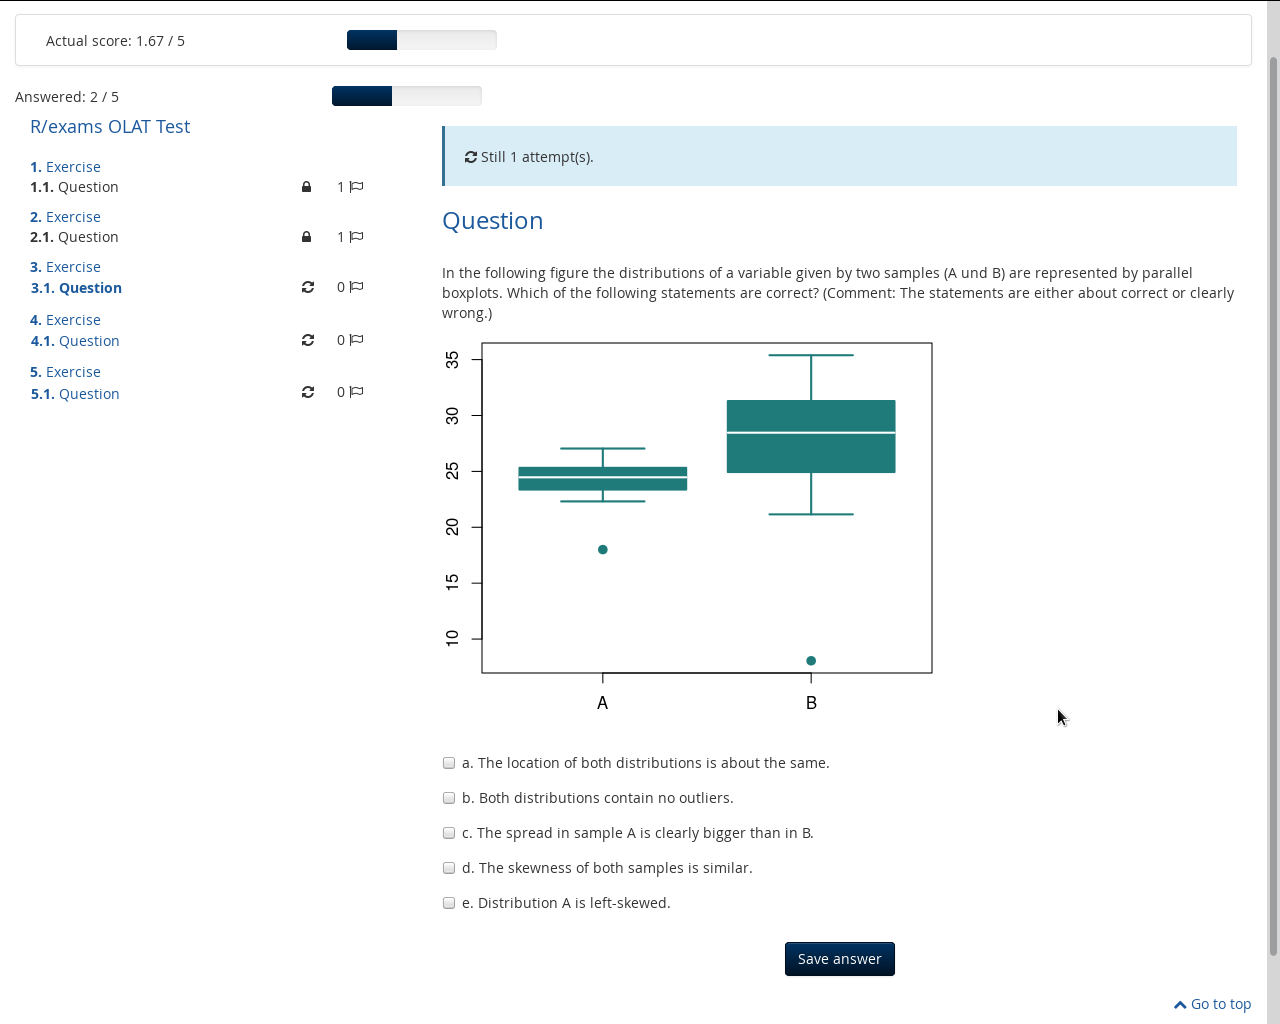 Actual score: 1.67 / 5
Answered: 2 / 5
R/exams OLAT Test
1. Exercise
1.1. Question 1
2. Exercise
2.1. Question 1
3. Exercise
3.1. Question 0
4. Exercise
4.1. Question 0
5. Exercise
5.1. Question 0
Still 1 attempt(s).
Question
In the following figure the distributions of a variable given by two samples (A und B) are represented by parallel
boxplots. Which of the following statements are correct? (Comment: The statements are either about correct or clearly
wrong.)
35
30
25
20
15
10
A B
a. The location of both distributions is about the same.
b. Both distributions contain no outliers.
c. The spread in sample A is clearly bigger than in B.
d. The skewness of both samples is similar.
e. Distribution A is left-skewed.
Save answer
Go to top